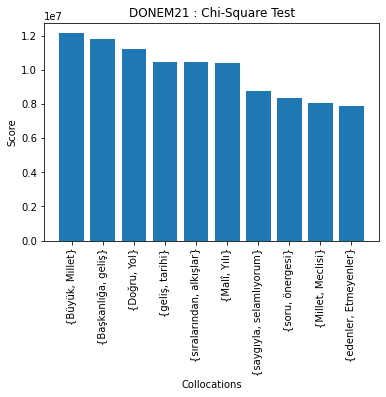 DONEM21 : Chi-Square Test
1e7
1.2
1.0
0.8
0.6
0.4
0.2
0.0
Score
{Büyük, Millet}
{Başkanlığa, geliş}
{Doğru, Yol}
{geliş, tarihi}
{sıralarından, alkışlar}
{Malî, Yılı}
{saygıyla, selamlıyorum}
{soru, önergesi}
{Millet, Meclisi}
{edenler, Etmeyenler}
Collocations